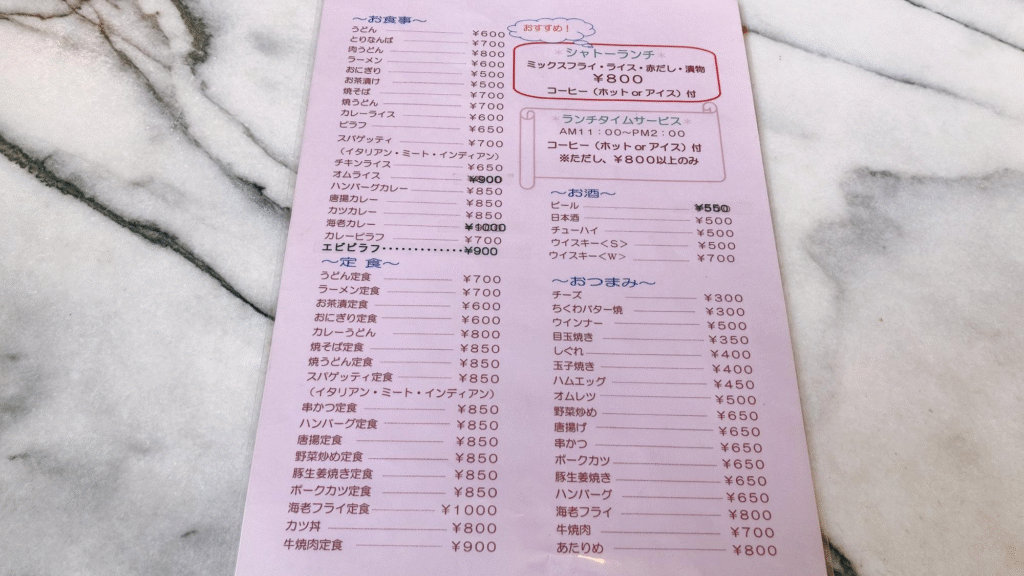 ～お食事～
うどん ￥600
とりなんば ￥700
肉うどん ￥800
ラーメン ￥600
おにぎり ￥500
お茶漬け ￥500
焼そば ￥700
焼うどん ￥700
カレーライス ￥600
ピラフ ￥650
スパゲッティ ￥700
（イタリアン・ミート・インディアン）
チキンライス ￥650
オムライス ￥900
ハンバーグカレー ￥850
唐揚カレー ￥850
カツカレー ￥850
海老カレー ￥1000
カレーピラフ ￥700
エビピラフ・・・・・・・・・・・・・￥900
～定 食～
うどん定食 ￥700
ラーメン定食 ￥700
お茶漬定食 ￥600
おにぎり定食 ￥600
カレーうどん ￥800
焼そば定食 ￥850
焼うどん定食 ￥850
スパゲッティ定食 ￥850
（イタリアン・ミート・インディアン）
串かつ定食 ￥850
ハンバーグ定食 ￥850
唐揚定食 ￥850
野菜炒め定食 ￥850
豚生姜焼き定食 ￥850
ポークカツ定食 ￥850
海老フライ定食 ￥1000
カツ丼 ￥800
牛焼肉定食 ￥900
おすすめ！
＊シャトーランチ＊
ミックスフライ・ライス・赤だし・漬物
￥800
コーヒー（ホット or アイス）付
＊ランチタイムサービス＊
AM11：00～PM2：00
コーヒー（ホット or アイス）付
※ただし、￥800以上のみ
～お酒～
ビール ￥550
日本酒 ￥500
チューハイ ￥500
ウイスキー＜S＞ ￥500
ウイスキー＜W＞ ￥700
～おつまみ～
チーズ ￥300
ちくわバター焼 ￥300
ウインナー ￥500
目玉焼き ￥350
しぐれ ￥400
玉子焼き ￥400
ハムエッグ ￥450
オムレツ ￥500
野菜炒め ￥650
唐揚げ ￥650
串かつ ￥650
ポークカツ ￥650
豚生姜焼き ￥650
ハンバーグ ￥650
海老フライ ￥800
牛焼肉 ￥700
あたりめ ￥800